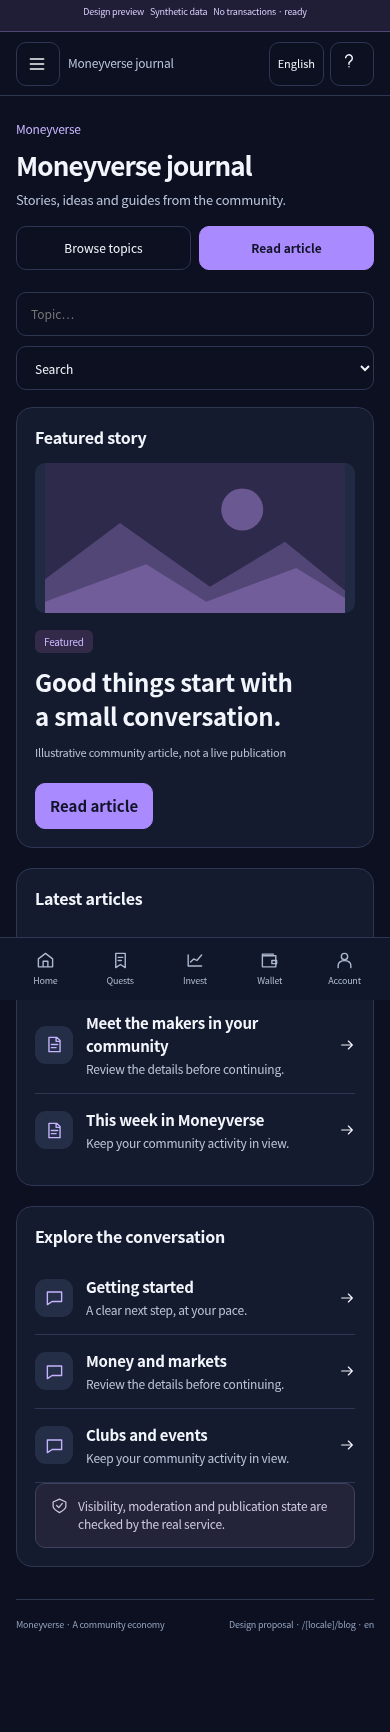 Design preview Synthetic data No transactions · ready
Moneyverse journal
English
?
Moneyverse
Moneyverse journal
Stories, ideas and guides from the community.
Browse topics
Read article
Topic…
Search
Featured story
Featured
Good things start with
a small conversation.
Illustrative community article, not a live publication
Read article
Latest articles
Home
Quests
Invest
Wallet
Account
Meet the makers in your
community
Review the details before continuing.
This week in Moneyverse
Keep your community activity in view.
Explore the conversation
Getting started
A clear next step, at your pace.
Money and markets
Review the details before continuing.
Clubs and events
Keep your community activity in view.
Visibility, moderation and publication state are
checked by the real service.
Moneyverse · A community economy
Design proposal · /[locale]/blog · en